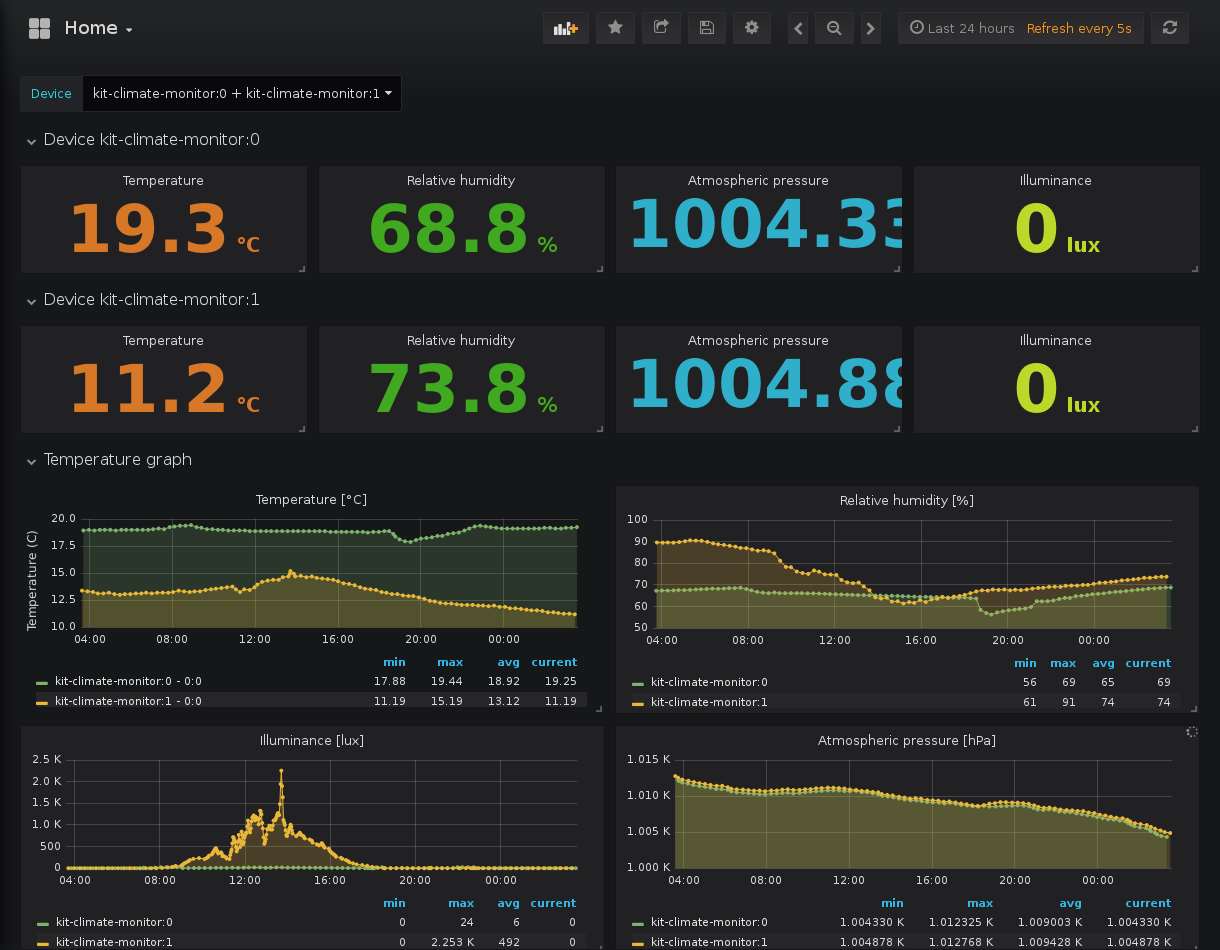 Home
Last 24 hours Refresh every 5s
Device kit-climate-monitor:0 + kit-climate-monitor:1
Device kit-climate-monitor:0
Temperature Relative humidity Atmospheric pressure Illuminance
19.3 °C 68.8 % 1004.33 0 lux
Device kit-climate-monitor:1
Temperature Relative humidity Atmospheric pressure Illuminance
11.2 °C 73.8 % 1004.88 0 lux
Temperature graph
Temperature [°C]
Temperature (C)
20.0
17.5
15.0
12.5
10.0
04:00 08:00 12:00 16:00 20:00 00:00
min max avg current
kit-climate-monitor:0 - 0:0 17.88 19.44 18.92 19.25
kit-climate-monitor:1 - 0:0 11.19 15.19 13.12 11.19
Relative humidity [%]
100
90
80
70
60
50
04:00 08:00 12:00 16:00 20:00 00:00
min max avg current
kit-climate-monitor:0 56 69 65 69
kit-climate-monitor:1 61 91 74 74
Illuminance [lux]
2.5 K
2.0 K
1.5 K
1.0 K
500
0
04:00 08:00 12:00 16:00 20:00 00:00
min max avg current
kit-climate-monitor:0 0 24 6 0
kit-climate-monitor:1 0 2.253 K 492 0
Atmospheric pressure [hPa]
1.015 K
1.010 K
1.005 K
1.000 K
04:00 08:00 12:00 16:00 20:00 00:00
min max avg current
kit-climate-monitor:0 1.004330 K 1.012325 K 1.009003 K 1.004330 K
kit-climate-monitor:1 1.004878 K 1.012768 K 1.009428 K 1.004878 K